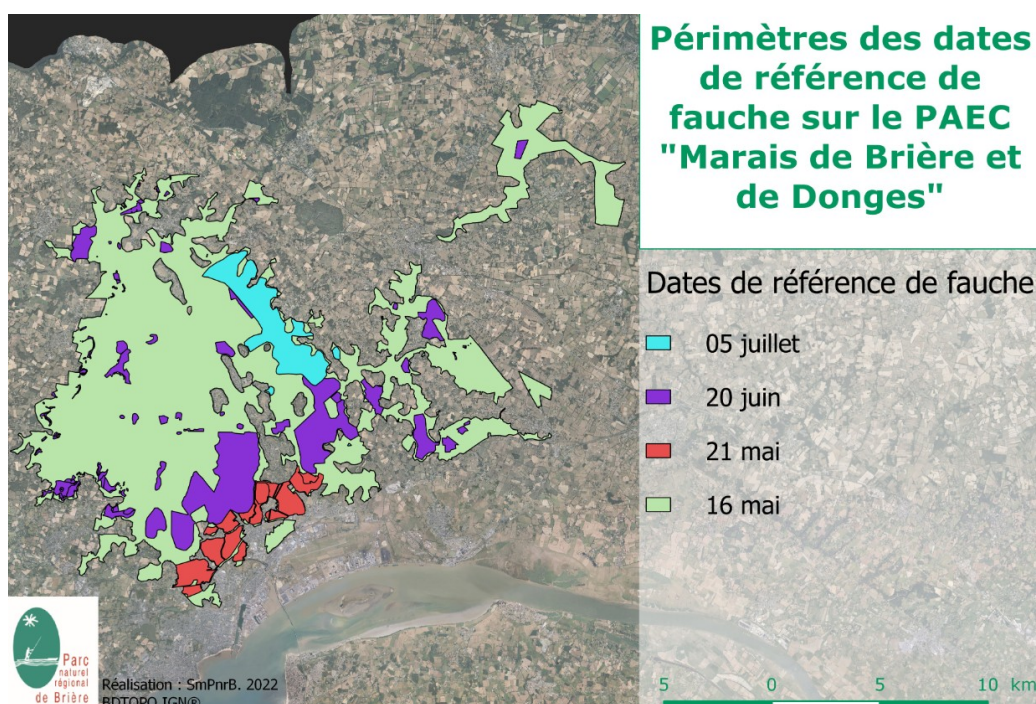 Périmètres des dates
de référence de
fauche sur le PAEC
"Marais de Brière et
de Donges"
Dates de référence de fauche
05 juillet
20 juin
21 mai
16 mai
Parc
naturel
régional
de Brière
Réalisation : SmPnrB. 2022
BDTOPO IGN®
5 0 5 10 km